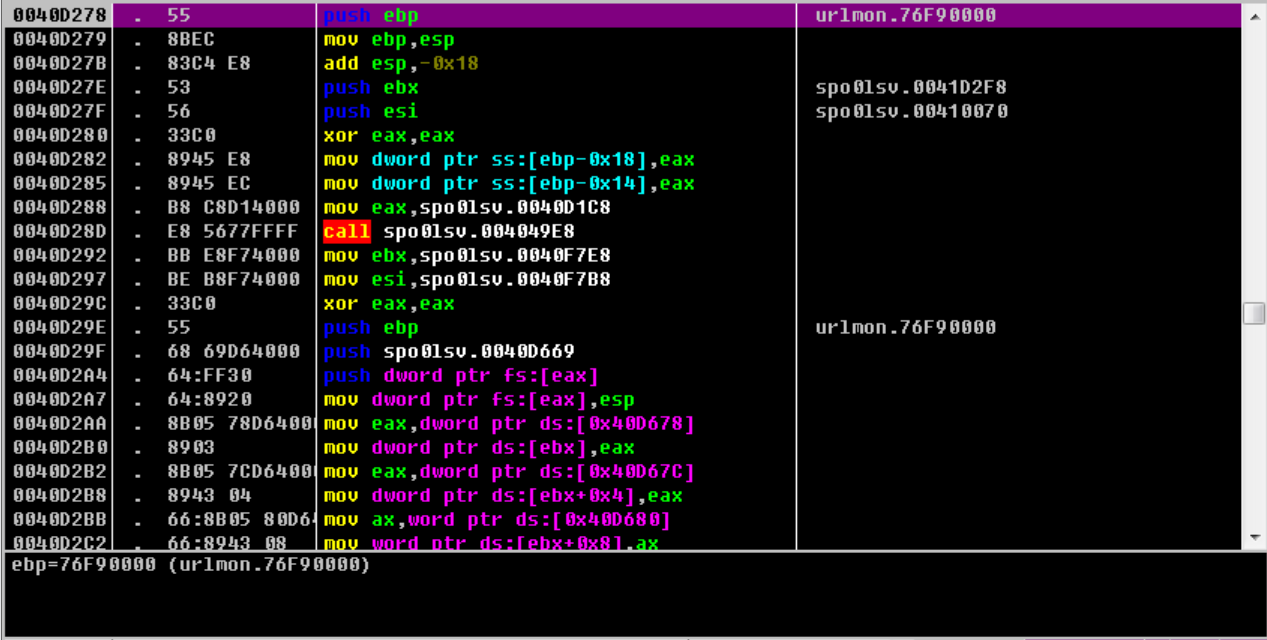 0040D278 . 55 push ebp urlmon.76F90000
0040D279 . 8BEC mov ebp,esp
0040D27B . 83C4 E8 add esp,-0x18
0040D27E . 53 push ebx spo0lsv.0041D2F8
0040D27F . 56 push esi spo0lsv.00410070
0040D280 . 33C0 xor eax,eax
0040D282 . 8945 E8 mov dword ptr ss:[ebp-0x18],eax
0040D285 . 8945 EC mov dword ptr ss:[ebp-0x14],eax
0040D288 . B8 C8D14000 mov eax,spo0lsv.0040D1C8
0040D28D . E8 5677FFFF call spo0lsv.004049E8
0040D292 . BB E8F74000 mov ebx,spo0lsv.0040F7E8
0040D297 . BE B8F74000 mov esi,spo0lsv.0040F7B8
0040D29C . 33C0 xor eax,eax
0040D29E . 55 push ebp urlmon.76F90000
0040D29F . 68 69D64000 push spo0lsv.0040D669
0040D2A4 . 64:FF30 push dword ptr fs:[eax]
0040D2A7 . 64:8920 mov dword ptr fs:[eax],esp
0040D2AA . 8B05 78D6400 mov eax,dword ptr ds:[0x40D678]
0040D2B0 . 8903 mov dword ptr ds:[ebx],eax
0040D2B2 . 8B05 7CD6400 mov eax,dword ptr ds:[0x40D67C]
0040D2B8 . 8943 04 mov dword ptr ds:[ebx+0x4],eax
0040D2BB . 66:8B05 80D6 mov ax,word ptr ds:[0x40D680]
0040D2C2 . 66:8943 08 mov word ptr ds:[ebx+0x8],ax
ebp=76F90000 (urlmon.76F90000)